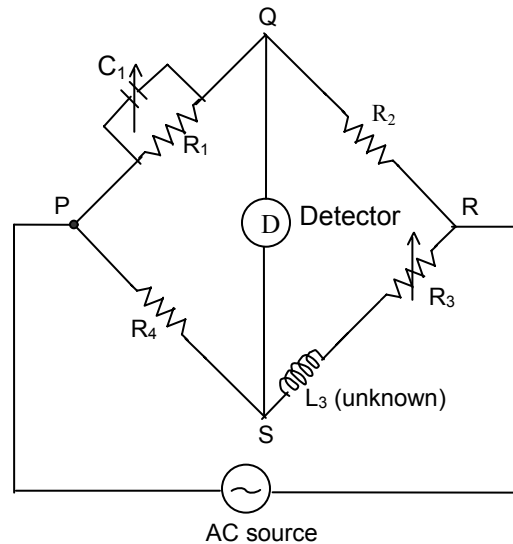 Q
C₁
R₂
R₁
P
D
Detector
R
R₃
R₄
L₃ (unknown)
S
AC source